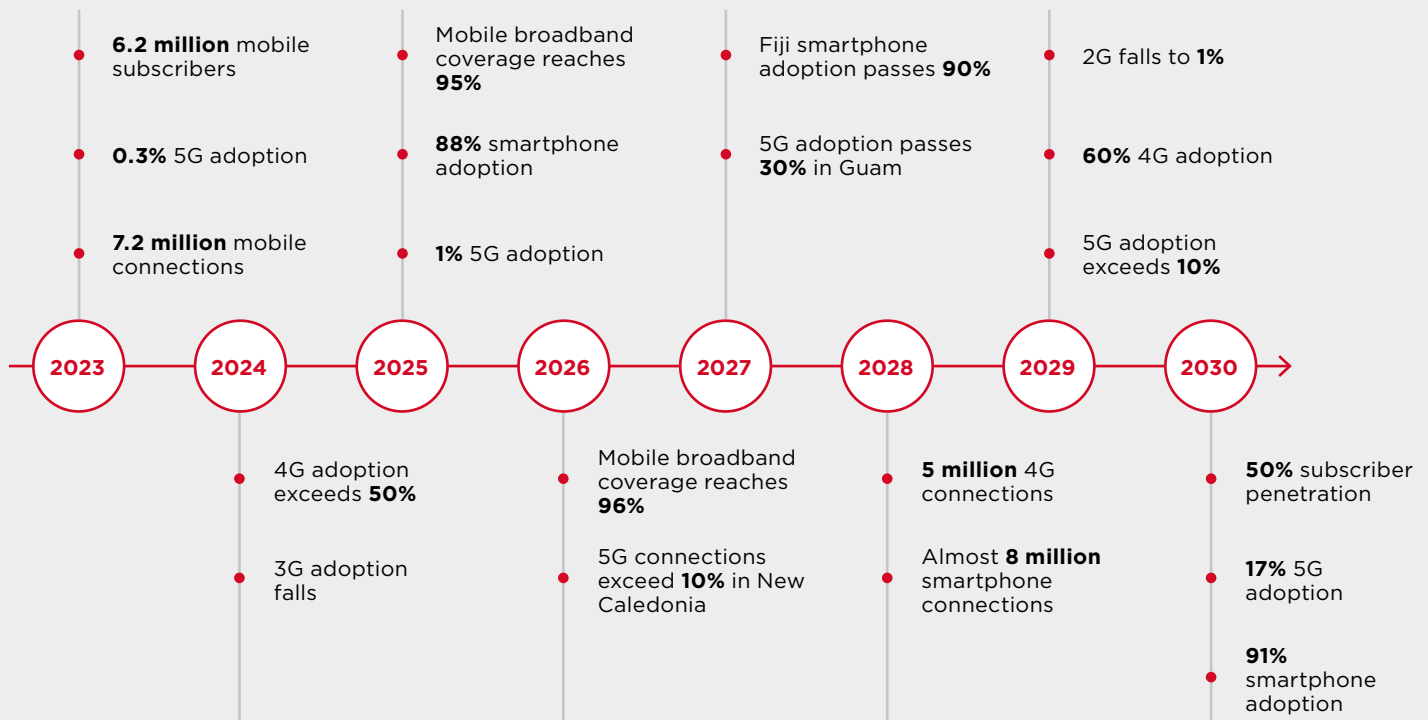 6.2 million mobile
subscribers
0.3% 5G adoption
7.2 million mobile
connections
Mobile broadband
coverage reaches
95%
88% smartphone
adoption
1% 5G adoption
Fiji smartphone
adoption passes 90%
5G adoption passes
30% in Guam
2G falls to 1%
60% 4G adoption
5G adoption
exceeds 10%
2023
2024
2025
2026
2027
2028
2029
2030
4G adoption
exceeds 50%
3G adoption
falls
Mobile broadband
coverage reaches
96%
5G connections
exceed 10% in New
Caledonia
5 million 4G
connections
Almost 8 million
smartphone
connections
50% subscriber
penetration
17% 5G
adoption
91%
smartphone
adoption